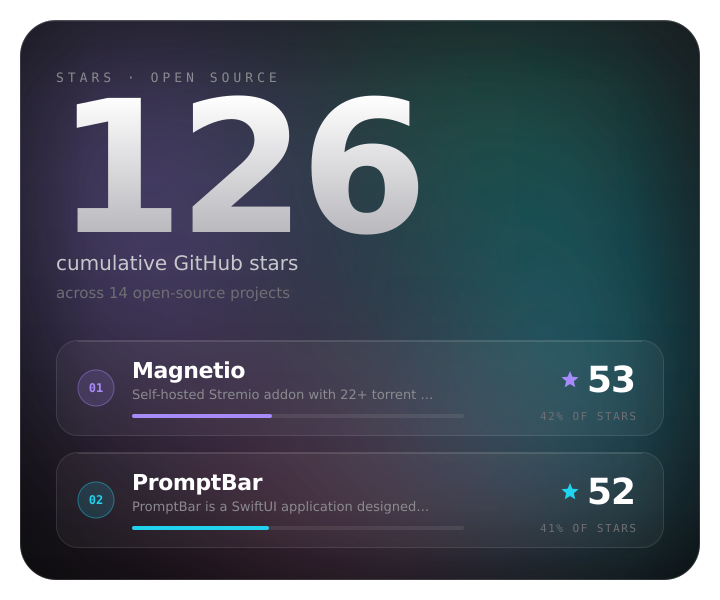 STARS · OPEN SOURCE
126
cumulative GitHub stars
across 14 open-source projects
01
Magnetio
Self-hosted Stremio addon with 22+ torrent …
53
42% OF STARS
02
PromptBar
PromptBar is a SwiftUI application designed…
52
41% OF STARS